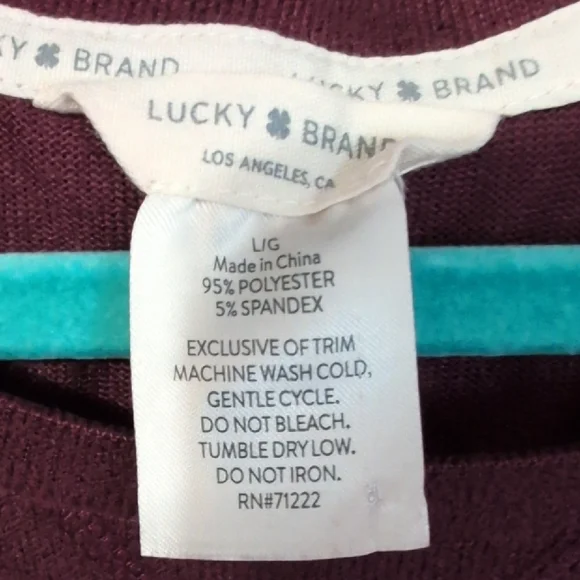 KY BRAND
LUCKY BRAND
LUCKY BRAND
LOS ANGELES, CA
L/G
Made in China
95% POLYESTER
5% SPANDEX
EXCLUSIVE OF TRIM
MACHINE WASH COLD,
GENTLE CYCLE.
DO NOT BLEACH.
TUMBLE DRY LOW.
DO NOT IRON.
RN#71222